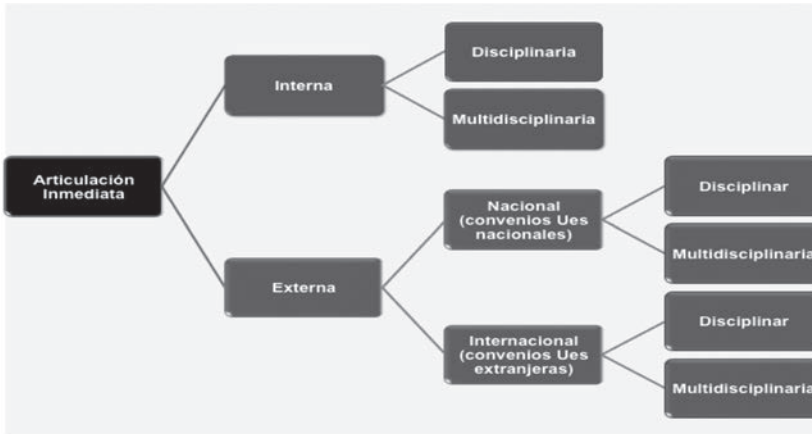 Articulación
Inmediata
Interna
Disciplinaria
Multidisciplinaria
Externa
Nacional
(convenios Ues
nacionales)
Disciplinar
Multidisciplinaria
Internacional
(convenios Ues
extranjeras)
Disciplinar
Multidisciplinaria